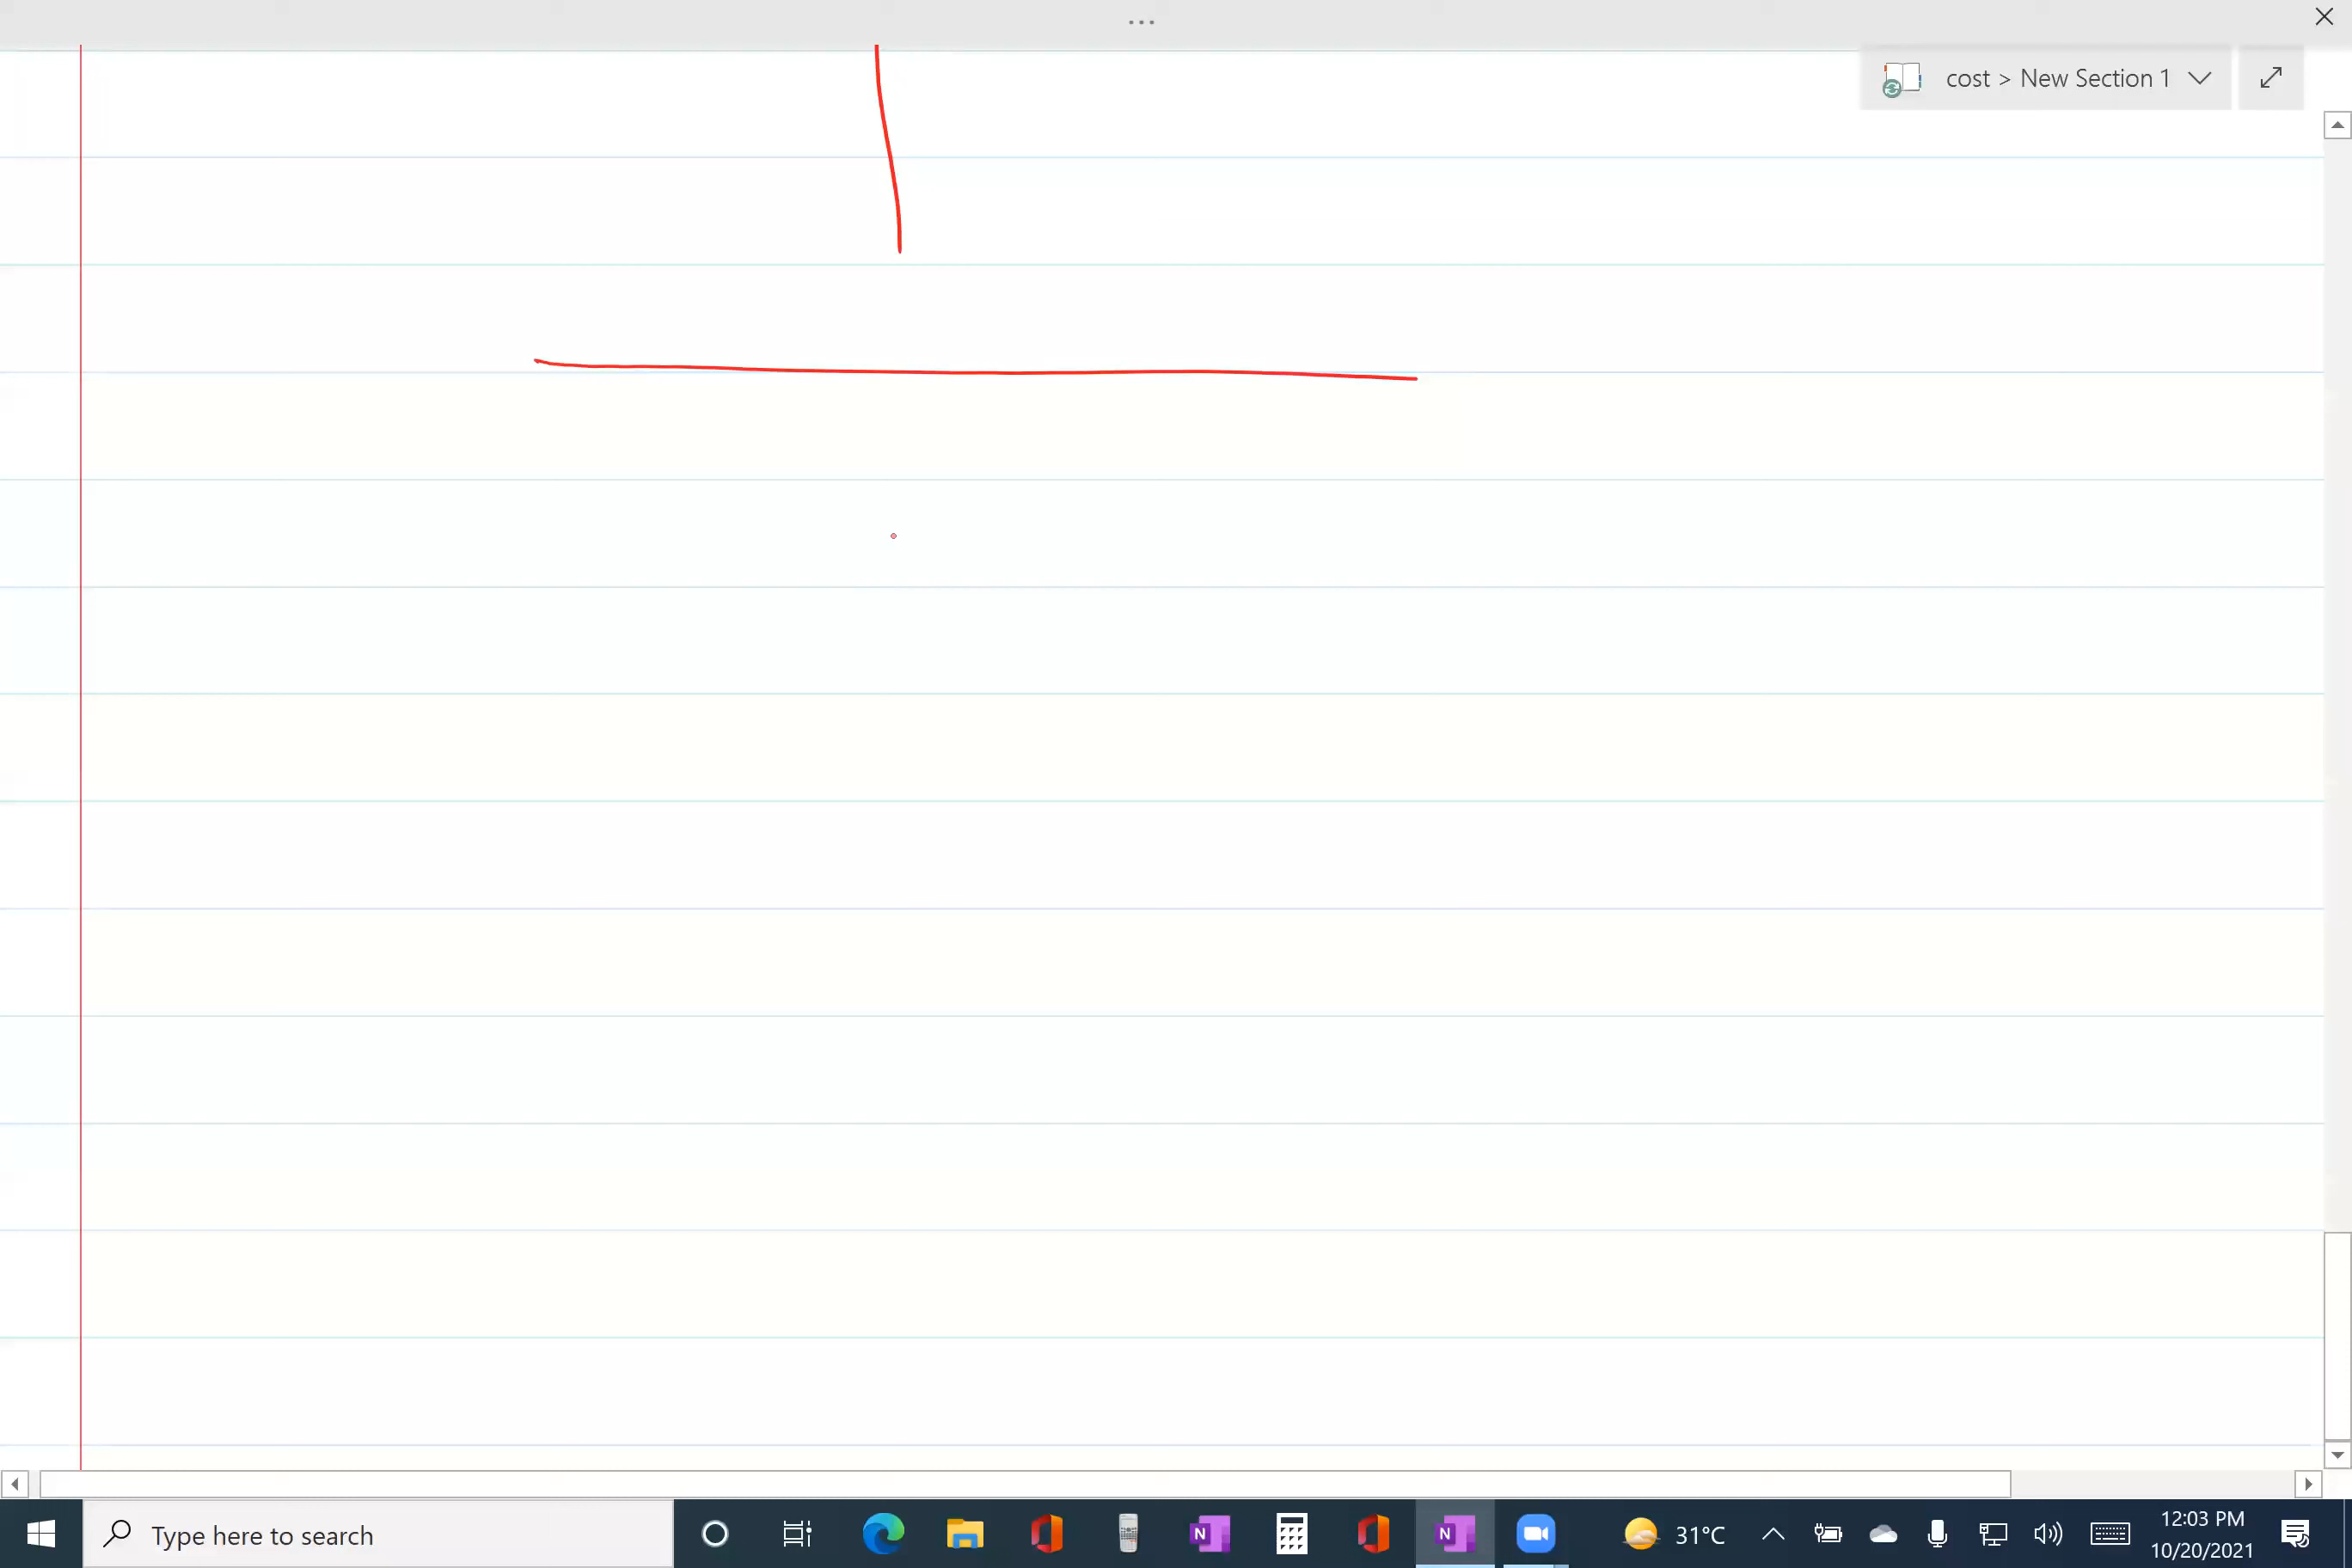 cost > New Section 1
Type here to search
31°C
12:03 PM
10/20/2021